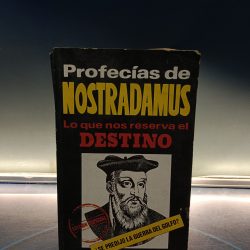 Profecías de
NOSTRADAMUS
Lo que nos reserva el
DESTINO
¿SE PREDIJO LA GUERRA DEL GOLFO?